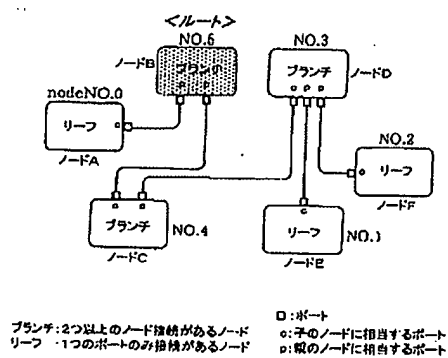 <ルート>
NO.6
ノードB
ブランチ
NO.3
ブランチ
ノードD
nodeNO.0
リーフ
ノードA
NO.2
リーフ
ノードF
ブランチ
NO.4
ノードC
リーフ
NO.1
ノードE
ブランチ:2つ以上のノード接続があるノード
リーフ :1つのポートのみ接続があるノード
□:ポート
c:子のノードに相当するポート
p:親のノードに相当するポート